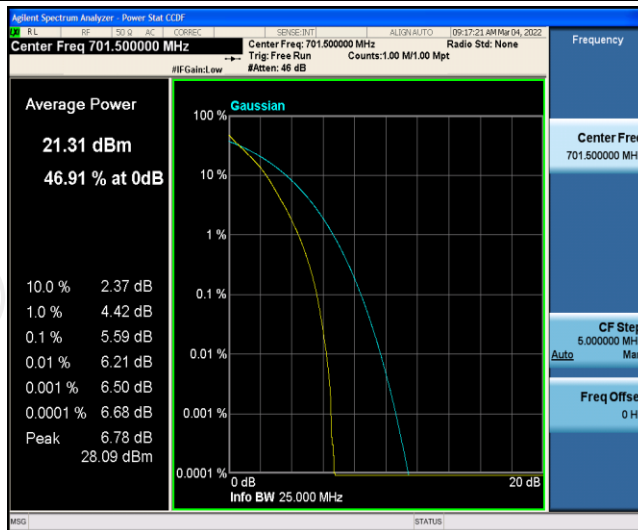 Agilent Spectrum Analyzer - Power Stat CCDF
RL RF 50 Ω AC CORREC SENSE:INT ALIGN AUTO 09:17:21 AM Mar 04, 2022
Center Freq 701.500000 MHz
Center Freq: 701.500000 MHz
Radio Std: None
Trig: Free Run Counts:1.00 M/1.00 Mpt
#IFGain:Low #Atten: 46 dB
Frequency
Average Power
21.31 dBm
46.91 % at 0dB
10.0 % 2.37 dB
1.0 % 4.42 dB
0.1 % 5.59 dB
0.01 % 6.21 dB
0.001 % 6.50 dB
0.0001 % 6.68 dB
Peak 6.78 dB
28.09 dBm
Gaussian
100 %
10 %
1 %
0.1 %
0.01 %
0.001 %
0.0001 %
0 dB 20 dB
Info BW 25.000 MHz
Center Fre
701.500000 MH
CF Step
5.000000 MH
Auto Ma
Freq Offse
0 H
MSG STATUS